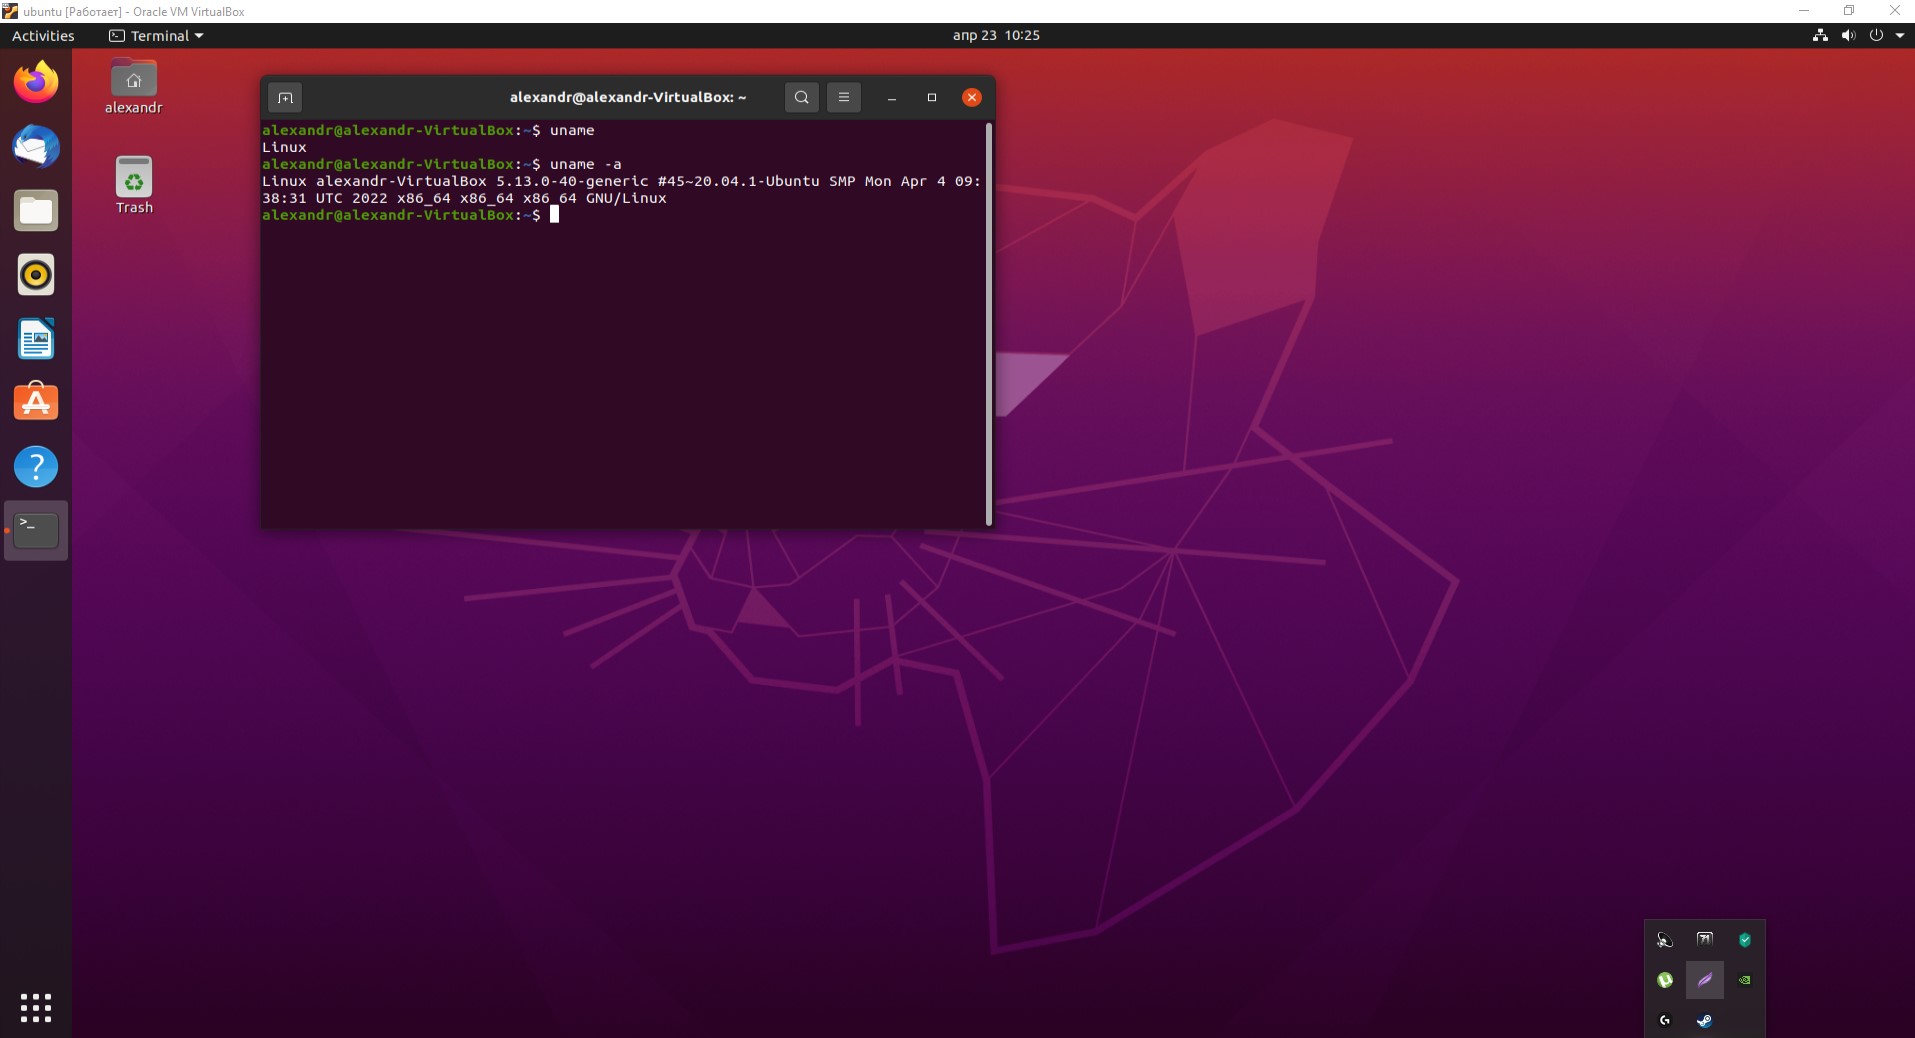 ubuntu [Работает] - Oracle VM VirtualBox
Activities
Terminal
апр 23 10:25
alexandr
Trash
alexandr@alexandr-VirtualBox: ~
alexandr@alexandr-VirtualBox:~$ uname
Linux
alexandr@alexandr-VirtualBox:~$ uname -a
Linux alexandr-VirtualBox 5.13.0-40-generic #45~20.04.1-Ubuntu SMP Mon Apr 4 09:
38:31 UTC 2022 x86_64 x86_64 x86_64 GNU/Linux
alexandr@alexandr-VirtualBox:~$